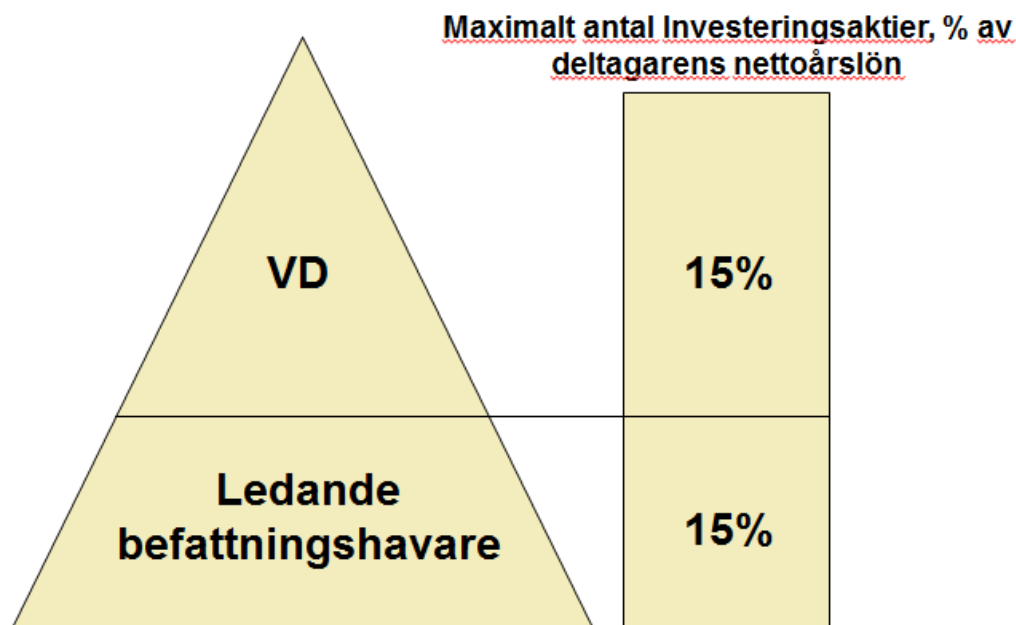 Maximalt antal Investeringsaktier, % av
deltagarens nettoårslön
VD
15%
Ledande
befattningshavare
15%